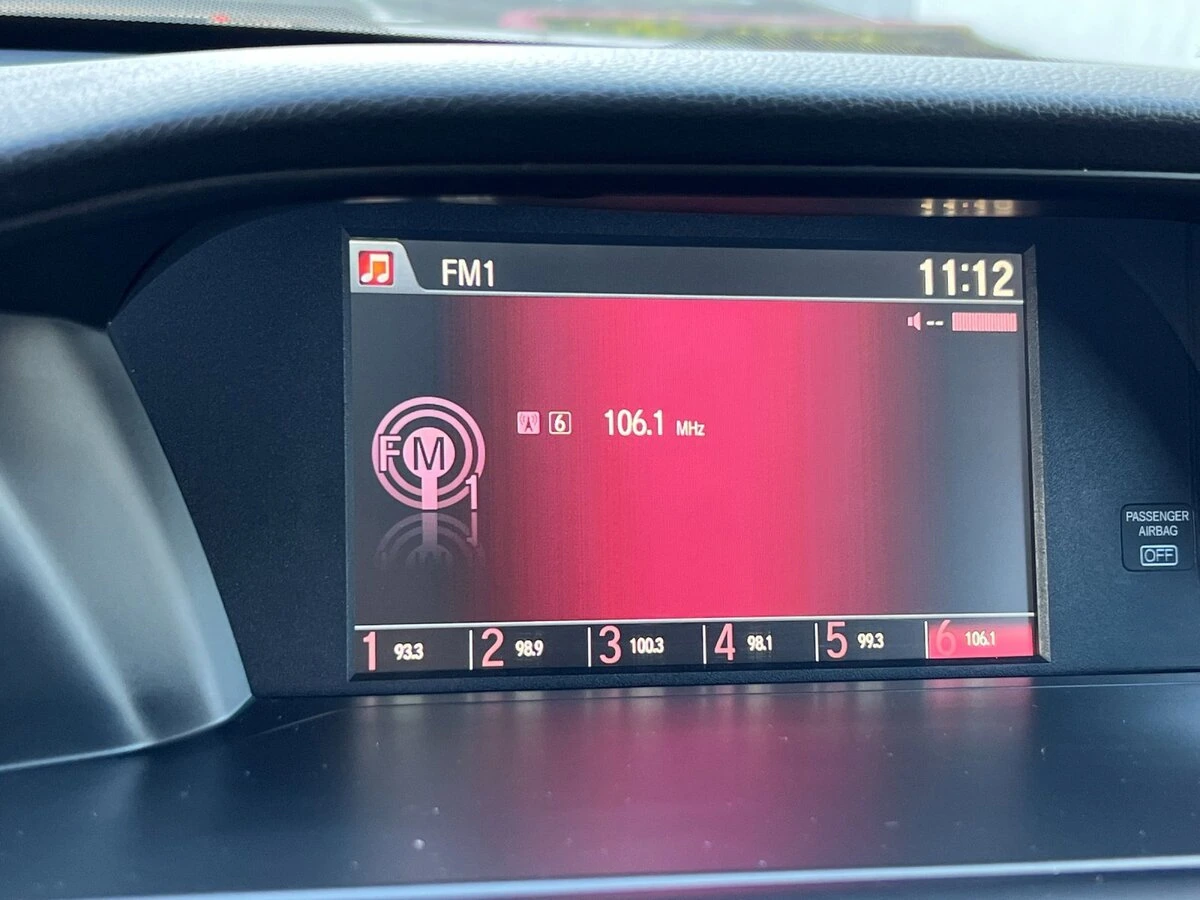 FM1
11:12
--
6
106.1 MHz
FM
1
PASSENGER
AIRBAG
OFF
1 93.3
2 98.9
3 100.3
4 98.1
5 99.3
6 106.1